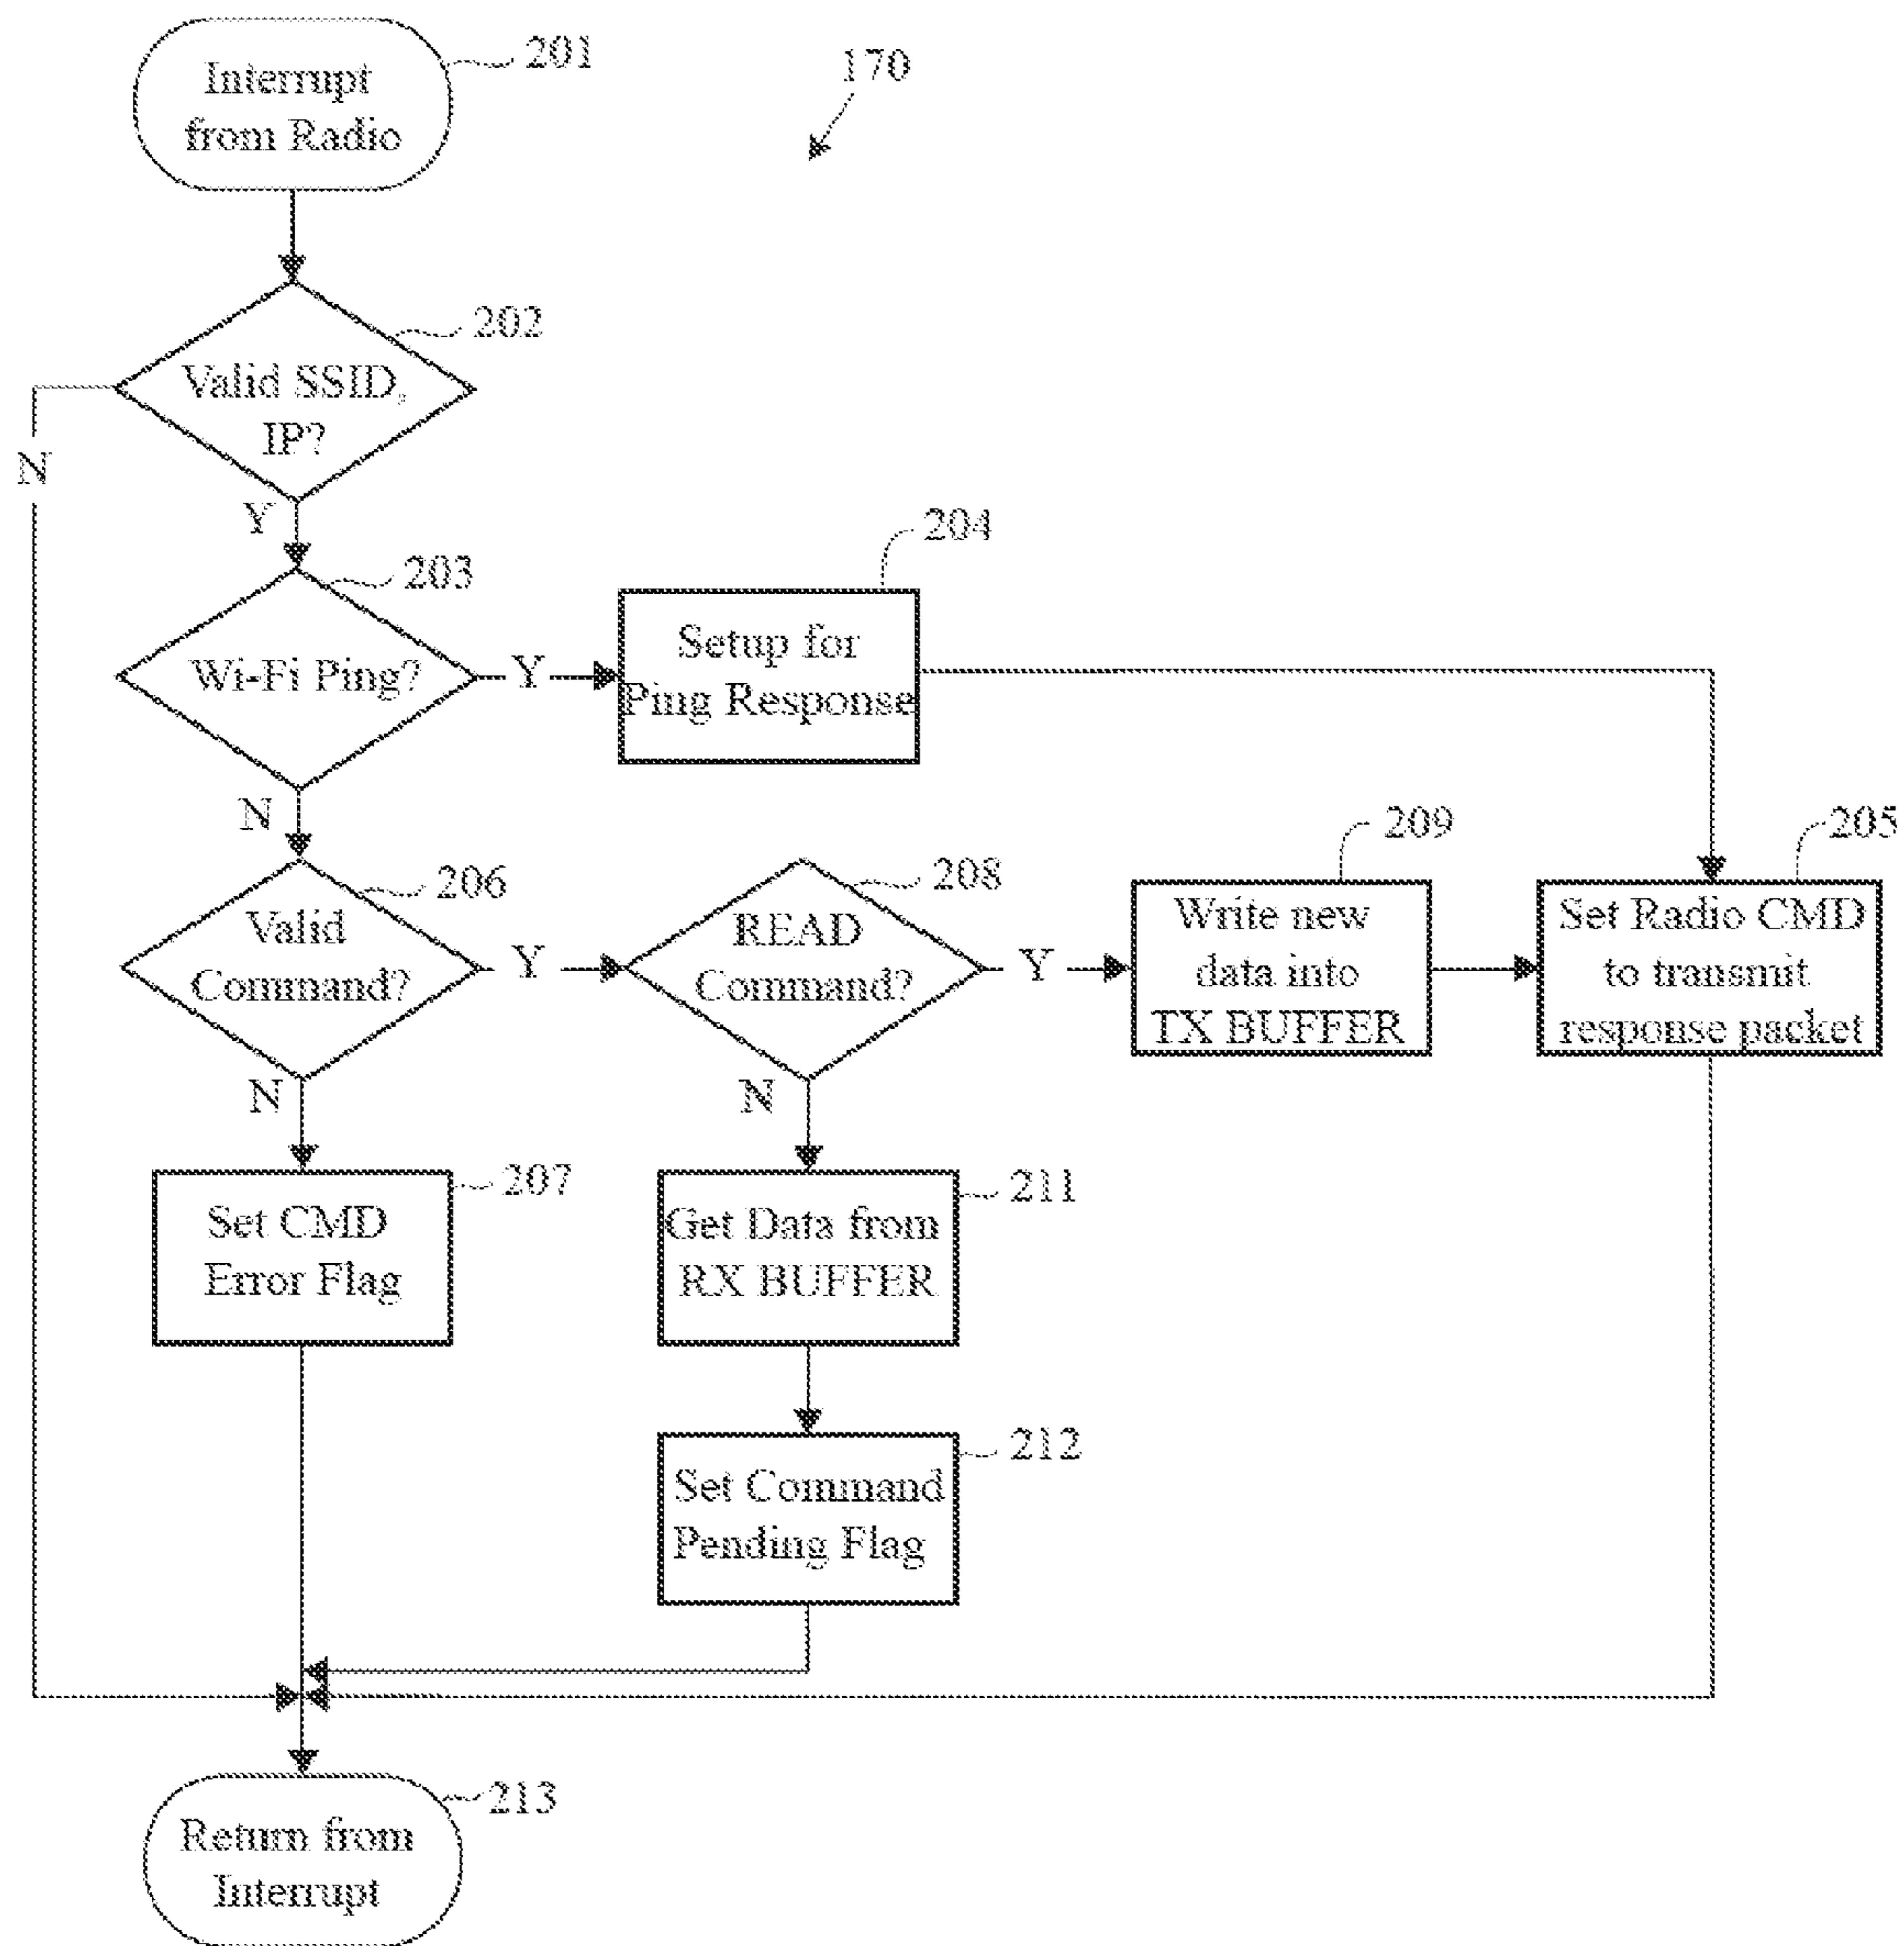 Interrupt
from Radio
201
170
Valid SSID,
IP?
202
N
Y
Wi-Fi Ping?
203
Y
Setup for
Ping Response
204
N
Valid
Command?
206
Y
READ
Command?
208
Y
Write new
data into
TX BUFFER
209
Set Radio CMD
to transmit
response packet
205
N
N
Set CMD
Error Flag
207
Get Data from
RX BUFFER
211
Set Command
Pending Flag
212
Return from
Interrupt
213